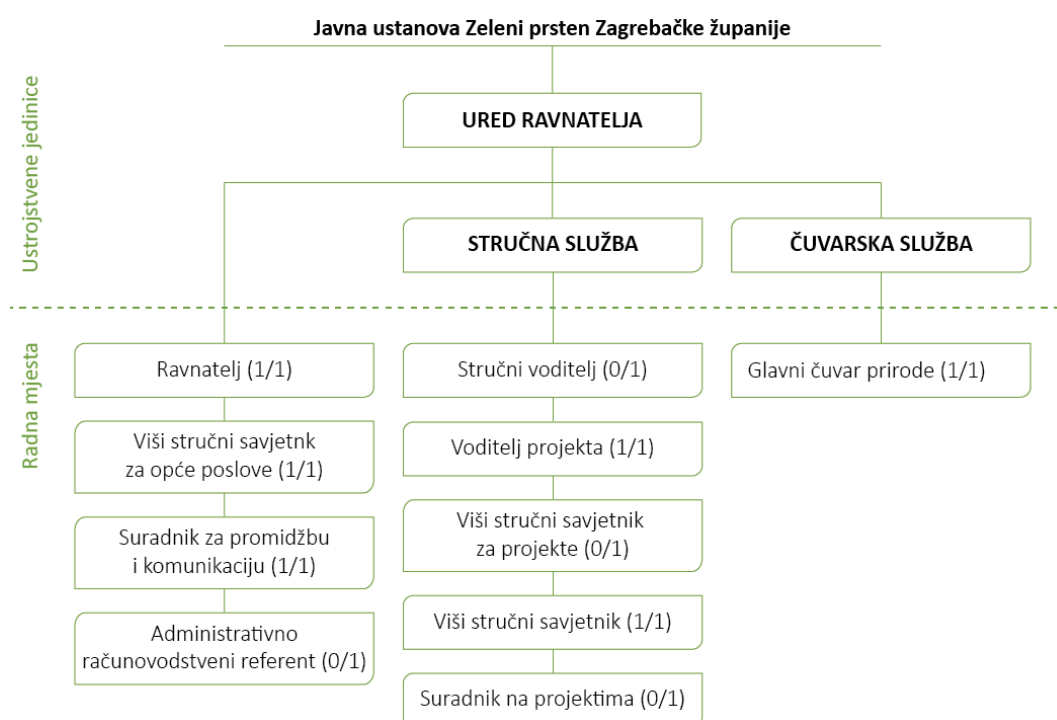 Javna ustanova Zeleni prsten Zagrebačke županije
Ustrojstvene jedinice
URED RAVNATELJA
STRUČNA SLUŽBA
ČUVARSKA SLUŽBA
Radna mjesta
Ravnatelj (1/1)
Viši stručni savjetnk
za opće poslove (1/1)
Suradnik za promidžbu
i komunikaciju (1/1)
Administrativno
računovodstveni referent (0/1)
Stručni voditelj (0/1)
Voditelj projekta (1/1)
Viši stručni savjetnik
za projekte (0/1)
Viši stručni savjetnik (1/1)
Suradnik na projektima (0/1)
Glavni čuvar prirode (1/1)